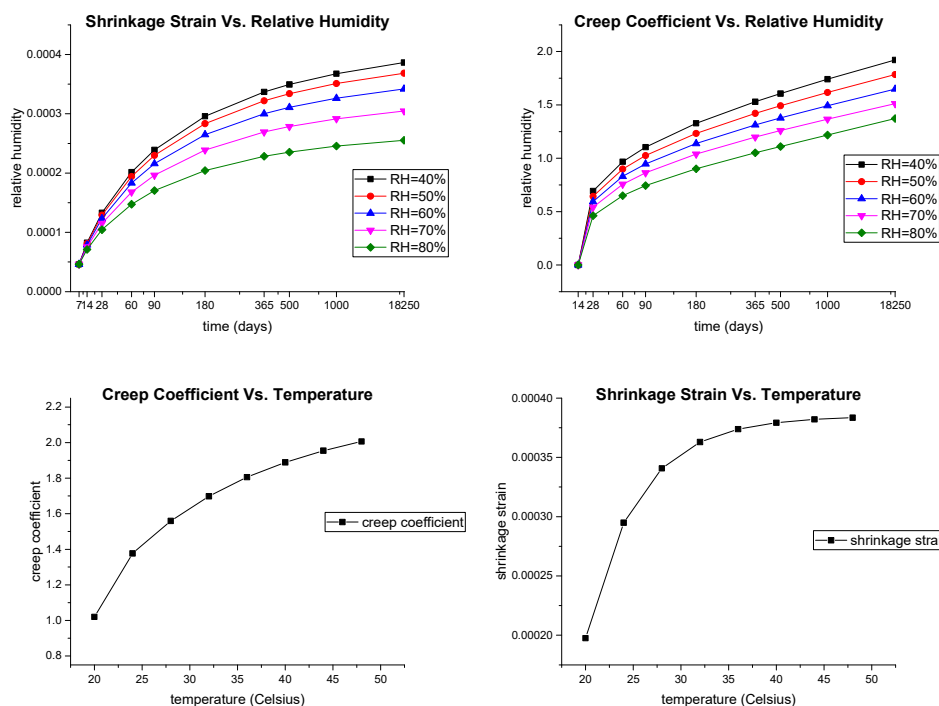 Shrinkage Strain Vs. Relative Humidity
relative humidity
0.0004
0.0003
0.0002
0.0001
0.0000
RH=40%
RH=50%
RH=60%
RH=70%
RH=80%
7 14 28 60 90 180 365 500 1000 18250
time (days)
Creep Coefficient Vs. Relative Humidity
relative humidity
2.0
1.5
1.0
0.5
0.0
RH=40%
RH=50%
RH=60%
RH=70%
RH=80%
14 28 60 90 180 365 500 1000 18250
time (days)
Creep Coefficient Vs. Temperature
creep coefficient
2.2
2.0
1.8
1.6
1.4
1.2
1.0
0.8
creep coefficient
20 25 30 35 40 45 50
temperature (Celsius)
Shrinkage Strain Vs. Temperature
shrinkage strain
0.00040
0.00035
0.00030
0.00025
0.00020
shrinkage strai
20 25 30 35 40 45 50
temperature (Celsius)